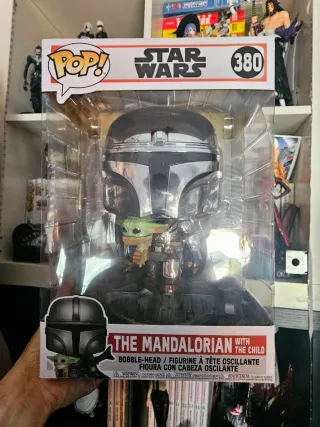 POP!
STAR
WARS
380
THE MANDALORIAN WITH THE CHILD
BOBBLE-HEAD / FIGURINE À TÊTE OSCILLANTE
FIGURA CON CABEZA OSCILANTE